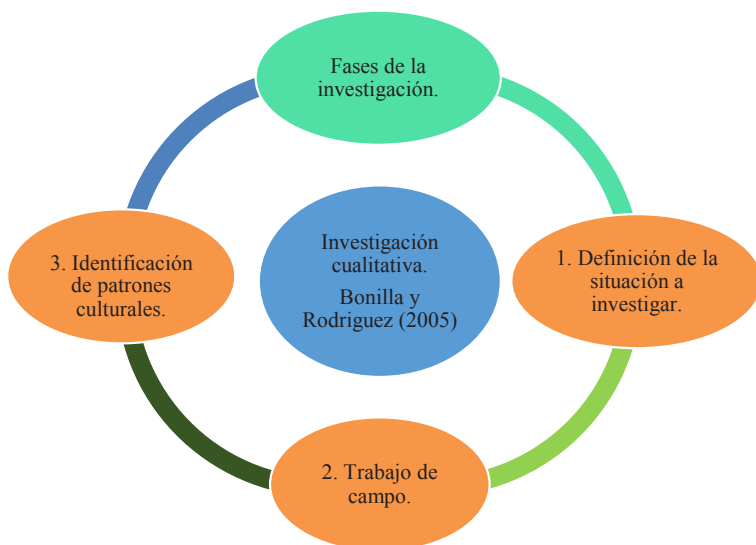 Fases de la
investigación.
Investigación
cualitativa.
Bonilla y
Rodriguez (2005)
1. Definición de la
situación a
investigar.
2. Trabajo de
campo.
3. Identificación
de patrones
culturales.